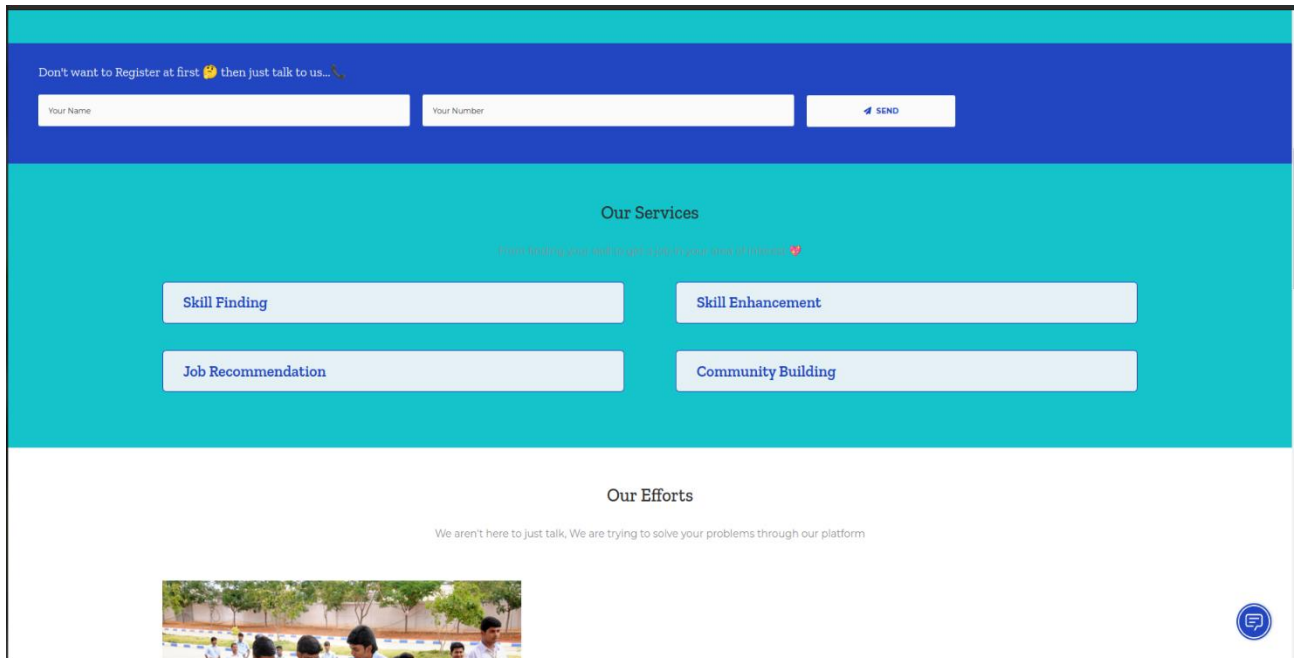 Don't want to Register at first 🤔 then just talk to us...📞
Your Name
Your Number
SEND
Our Services
Our Efforts
We aren't here to just talk, We are trying to solve your problems through our platform
Skill Finding
Skill Enhancement
Job Recommendation
Community Building